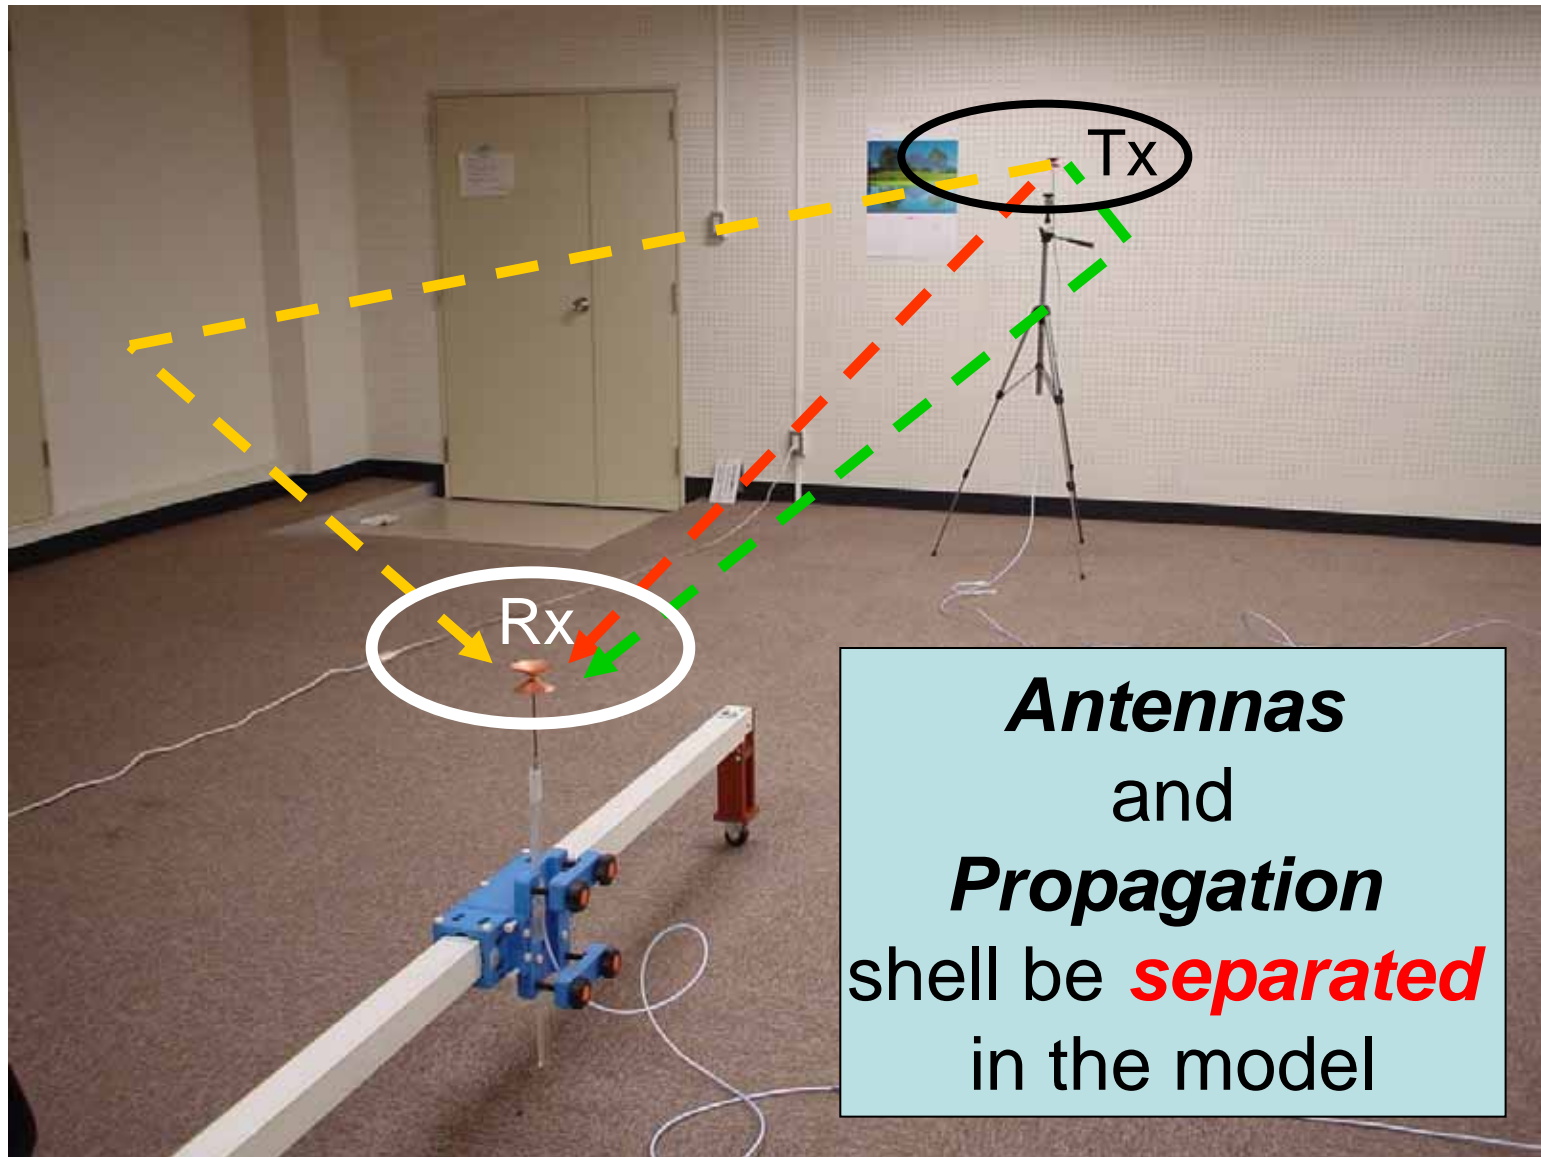 Tx
Rx
Antennas
and
Propagation
shell be separated
in the model